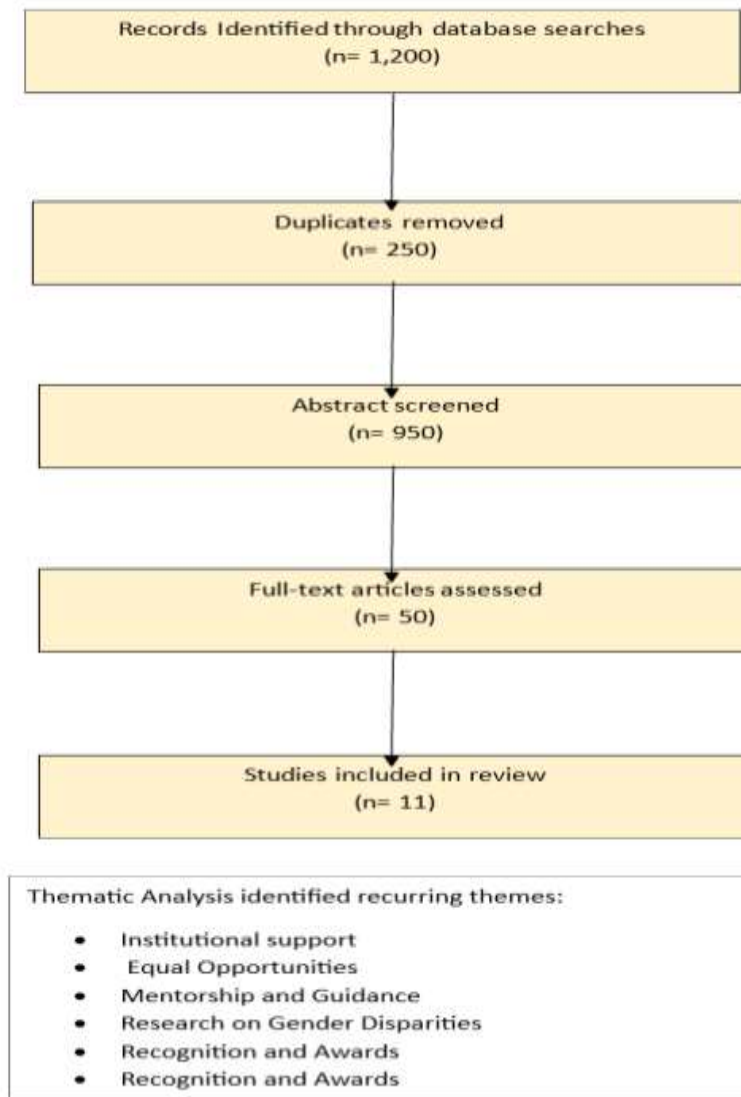 Records Identified through database searches
(n= 1,200)
Duplicates removed
(n= 250)
Abstract screened
(n= 950)
Full-text articles assessed
(n= 50)
Studies included in review
(n= 11)
Thematic Analysis identified recurring themes:
• Institutional support
• Equal Opportunities
• Mentorship and Guidance
• Research on Gender Disparities
• Recognition and Awards
• Recognition and Awards